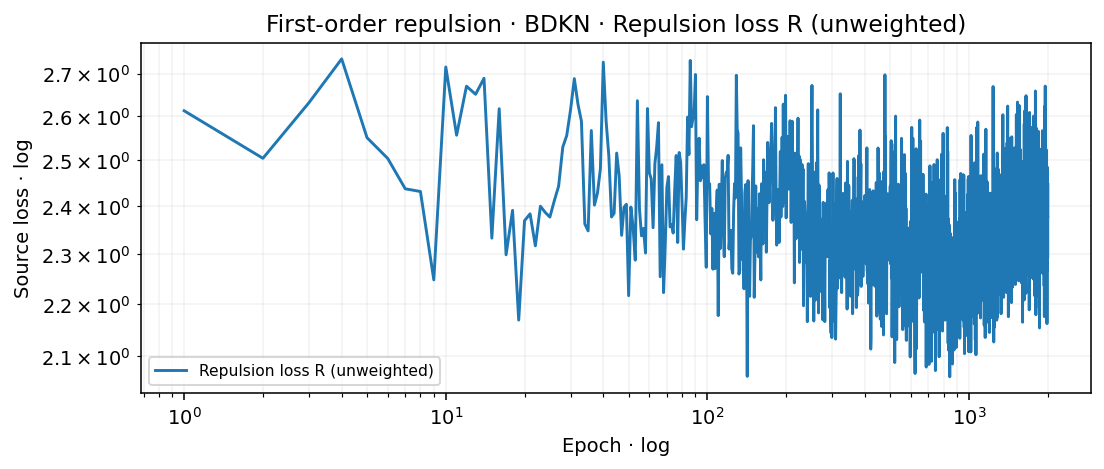 First-order repulsion · BDKN · Repulsion loss R (unweighted)
Source loss · log
2.7 × 10⁰
2.6 × 10⁰
2.5 × 10⁰
2.4 × 10⁰
2.3 × 10⁰
2.2 × 10⁰
2.1 × 10⁰
Repulsion loss R (unweighted)
10⁰ 10¹ 10² 10³
Epoch · log